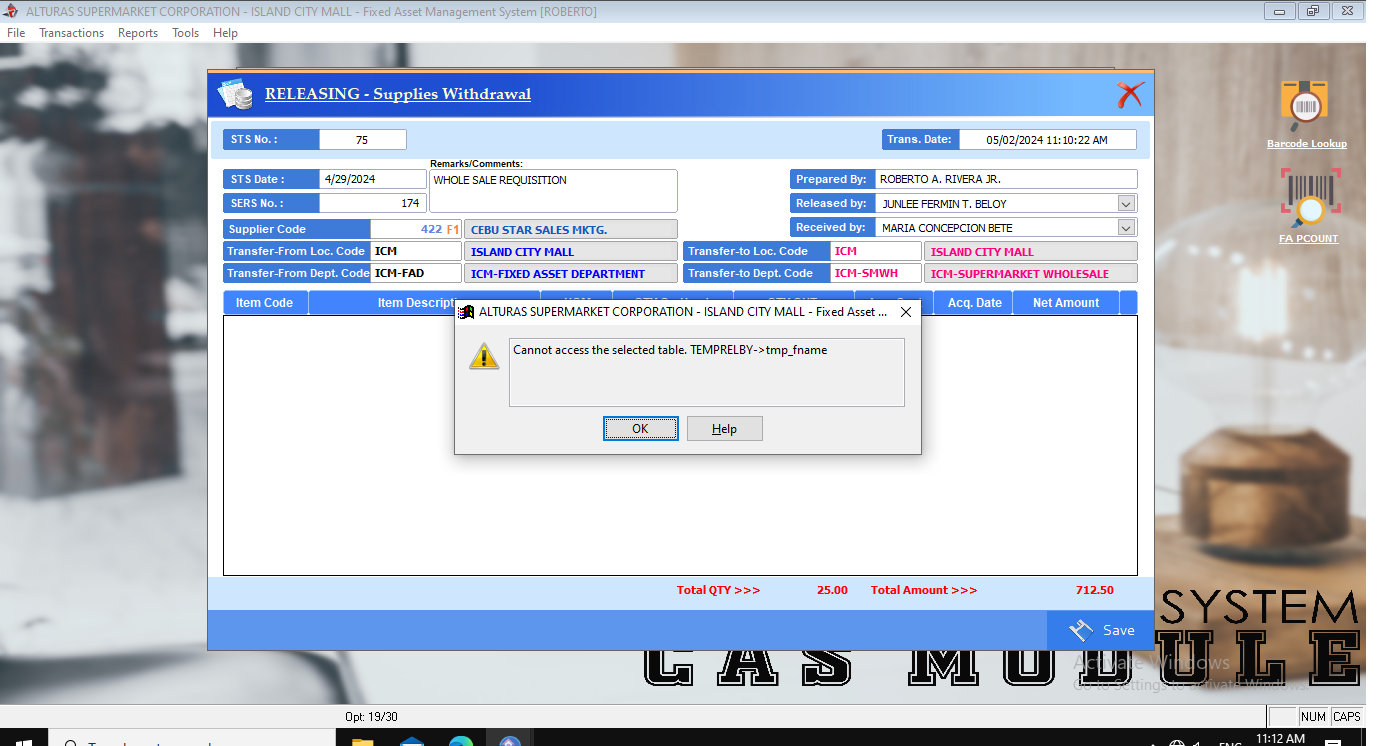 ALTURAS SUPERMARKET CORPORATION - ISLAND CITY MALL - Fixed Asset Management System [ROBERTO]
File Transactions Reports Tools Help
RELEASING - Supplies Withdrawal
STS No. : 75
Trans. Date: 05/02/2024 11:10:22 AM
Barcode Lookup
Remarks/Comments:
STS Date : 4/29/2024
WHOLE SALE REQUISITION
Prepared By: ROBERTO A. RIVERA JR.
SERS No. : 174
Released by: JUNLEE FERMIN T. BELOY
Supplier Code 422 F1 CEBU STAR SALES MKTG.
Received by: MARIA CONCEPCION BETE
FA PCOUNT
Transfer-From Loc. Code ICM ISLAND CITY MALL Transfer-to Loc. Code ICM ISLAND CITY MALL
Transfer-From Dept. Code ICM-FAD ICM-FIXED ASSET DEPARTMENT Transfer-to Dept. Code ICM-SMWH ICM-SUPERMARKET WHOLESALE
Item Code Item Descripti Acq. Date Net Amount
ALTURAS SUPERMARKET CORPORATION - ISLAND CITY MALL - Fixed Asset ...
Cannot access the selected table. TEMPRELBY->tmp_fname
OK Help
Total QTY >>> 25.00 Total Amount >>> 712.50
SYSTEM
Save
CAS MODULE
Activate Windows
Go to Settings to activate Windows.
Opt: 19/30
NUM CAPS
11:12 AM
ENG